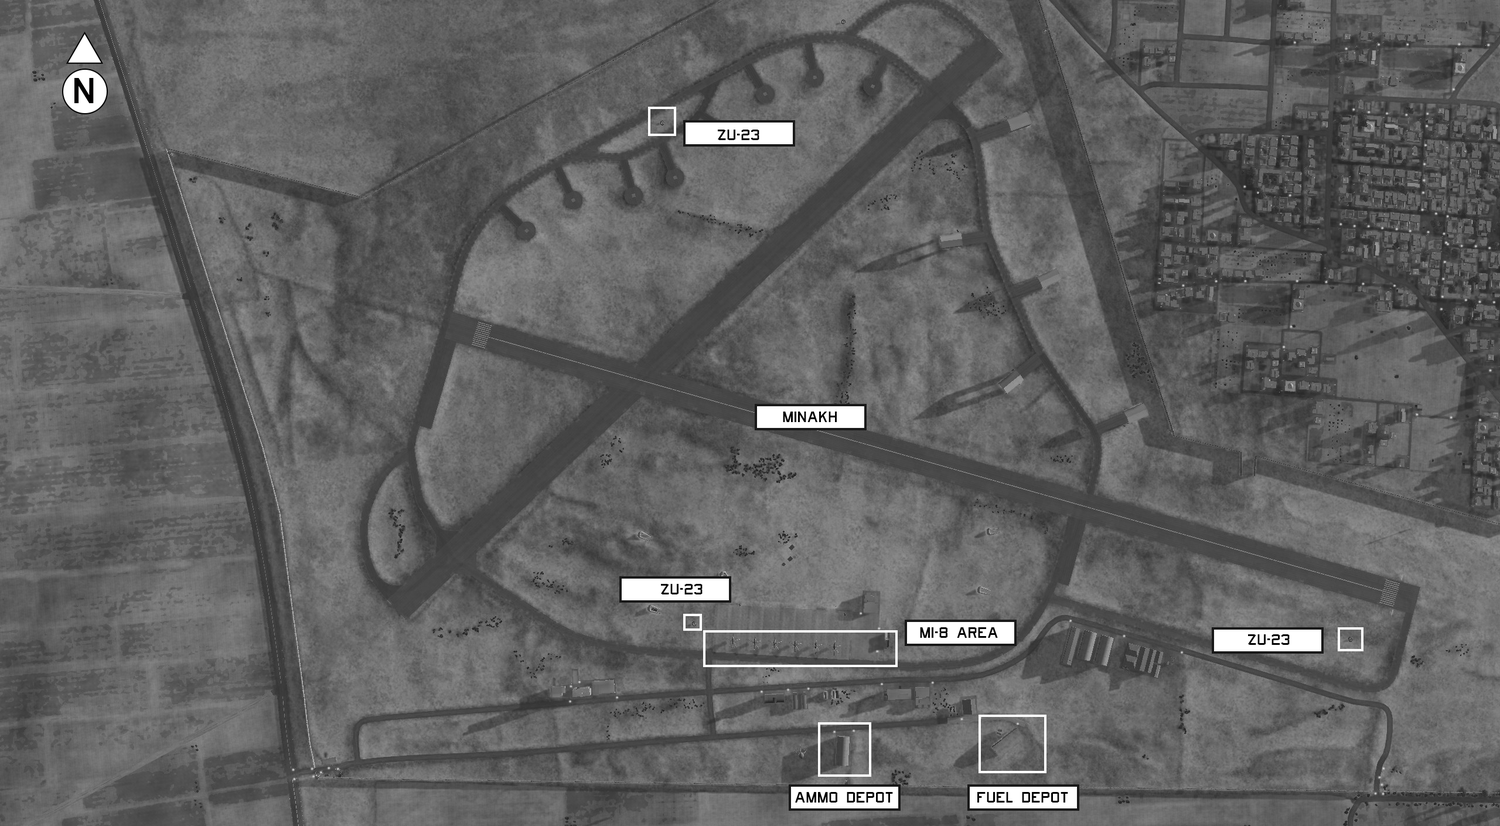 N
ZU-23
MINAKH
ZU-23
MI-8 AREA
ZU-23
AMMO DEPOT
FUEL DEPOT